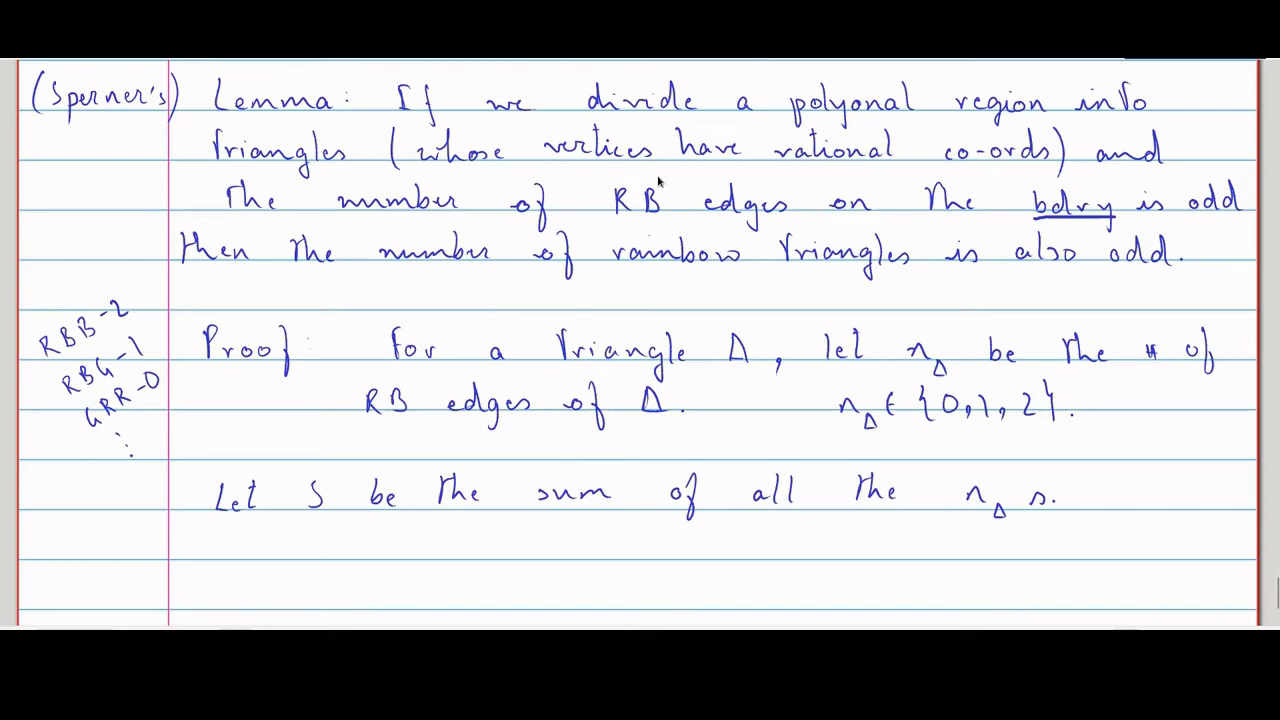 (Sperner's) Lemma: If we divide a polyonal region into
triangles (whose vertices have rational co-ords) and
the number of RB edges on the bdry is odd
then the number of rainbow triangles is also odd.
RBB-2
RBG-1
GRR-0
⋮
Proof: For a triangle Δ, let n_Δ be the # of
RB edges of Δ. n_Δ ∈ {0,1,2}.
Let S be the sum of all the n_Δ s.